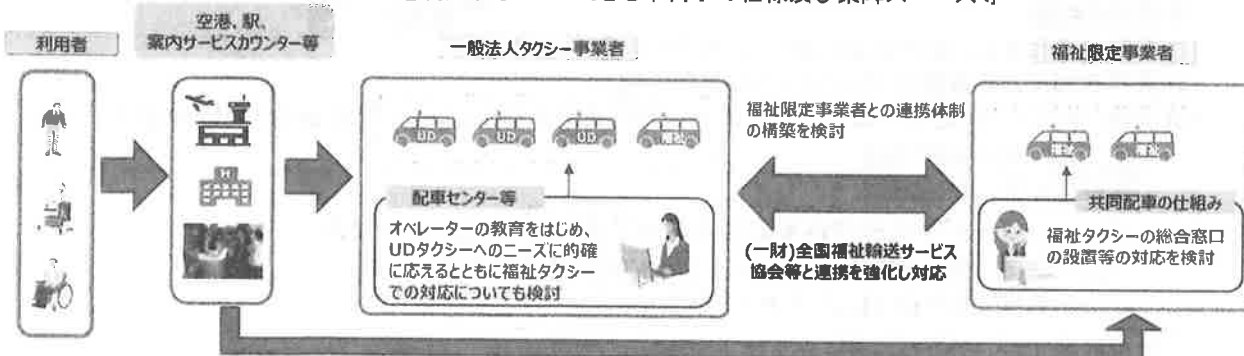 空港、駅、
案内サービスカウンター等
利用者
一般法人タクシー事業者
福祉限定事業者
UD
UD
UD
福祉
福祉限定事業者との連携体制
の構築を検討
福祉
福祉
配車センター等
オペレーターの教育をはじめ、
UDタクシーへのニーズに的確
に応えるとともに福祉タクシー
での対応についても検討
(一財)全国福祉輸送サービス
協会等と連携を強化し対応
共同配車の仕組み
福祉タクシーの総合窓口
の設置等の対応を検討
H